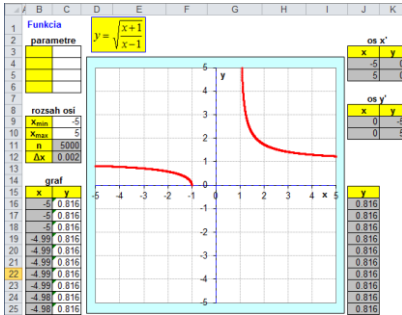 A B C D E F G H I J K
1 Funkcia
y = √((x+1)/(x−1))
2 parametre os x'
3 x y
4 -5 0
5 5 0
6
7 os y'
8 rozsah osi x y
9 xmin -5 0 -5
10 xmax 5 0 5
11 n 5000
12 Δx 0.002
13
14 graf
15 x y y
16 -5 0.816 0.816
17 -5 0.816 0.816
18 -5 0.816 0.816
19 -4.99 0.816 0.816
20 -4.99 0.816 0.816
21 -4.99 0.816 0.816
22 -4.99 0.816 0.816
23 -4.99 0.816 0.816
24 -4.98 0.816 0.816
25 -4.98 0.816 0.816
y
5
4
3
2
1
0
-5 -4 -3 -2 -1 0 1 2 3 4 x 5
-1
-2
-3
-4
-5